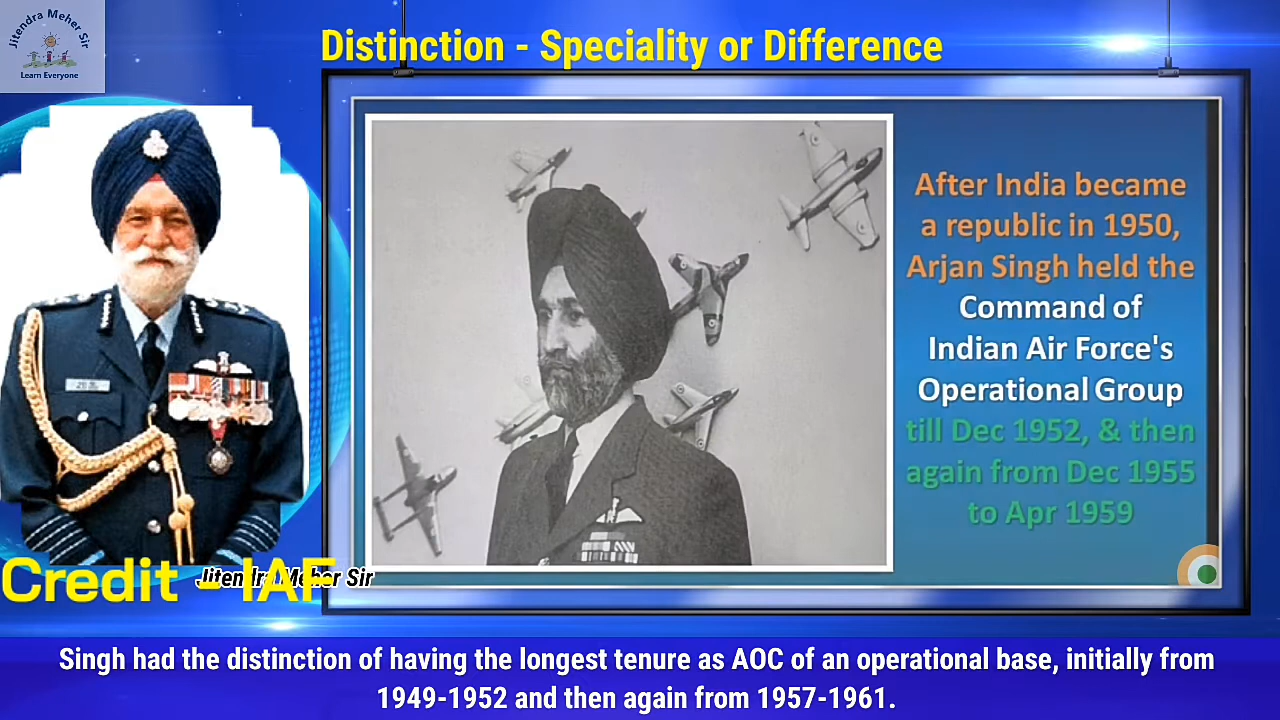 Jitendra Meher Sir
Learn Everyone
Distinction - Speciality or Difference
After India became
a republic in 1950,
Arjan Singh held the
Command of
Indian Air Force's
Operational Group
till Dec 1952, & then
again from Dec 1955
to Apr 1959
Credit - IAF
Jitendra Meher Sir
Singh had the distinction of having the longest tenure as AOC of an operational base, initially from
1949-1952 and then again from 1957-1961.